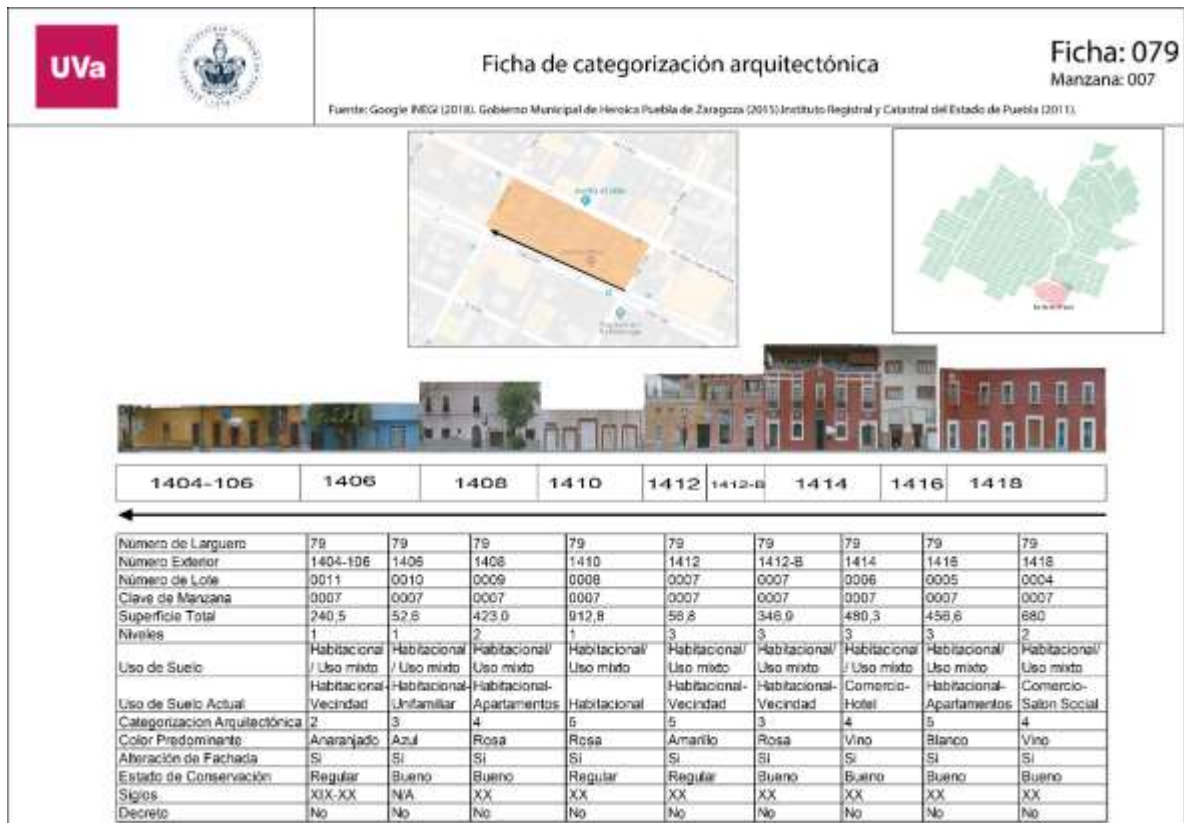 UVa
Ficha de categorización arquitectónica
Ficha: 079
Manzana: 007
Fuente: Google INEGI (2018). Gobierno Municipal de Heroica Puebla de Zaragoza (2015) Instituto Registral y Catastral del Estado de Puebla (2011).
1404-106 1406 1408 1410 1412 1412-B 1414 1416 1418
Número de Larguero 79 79 79 79 79 79 79 79 79
Número Exterior 1404-106 1406 1408 1410 1412 1412-B 1414 1416 1418
Número de Lote 0011 0010 0009 0008 0007 0007 0006 0005 0004
Clave de Manzana 0007 0007 0007 0007 0007 0007 0007 0007 0007
Superficie Total 240,5 52,6 423,0 912,8 56,8 346,9 480,3 456,6 680
Niveles 1 1 2 1 3 3 3 3 2
Habitacional Habitacional Habitacional/ Habitacional/ Habitacional/ Habitacional/ Habitacional Habitacional/ Habitacional/
Uso de Suelo / Uso mixto / Uso mixto Uso mixto Uso mixto Uso mixto Uso mixto / Uso mixto Uso mixto Uso mixto
Habitacional- Habitacional- Habitacional- Habitacional- Habitacional- Comercio- Habitacional- Comercio-
Uso de Suelo Actual Vecindad Unifamiliar Apartamentos Habitacional Vecindad Vecindad Hotel Apartamentos Salon Social
Categorizacion Arquitectónica 2 3 4 5 5 3 4 5 4
Color Predominante Anaranjado Azul Rosa Rosa Amarillo Rosa Vino Blanco Vino
Alteración de Fachada Si Si Si Si Si Si Si Si Si
Estado de Conservación Regular Bueno Bueno Regular Regular Bueno Bueno Bueno Bueno
Siglos XIX-XX N/A XX XX XX XX XX XX XX
Decreto No No No No No No No No No